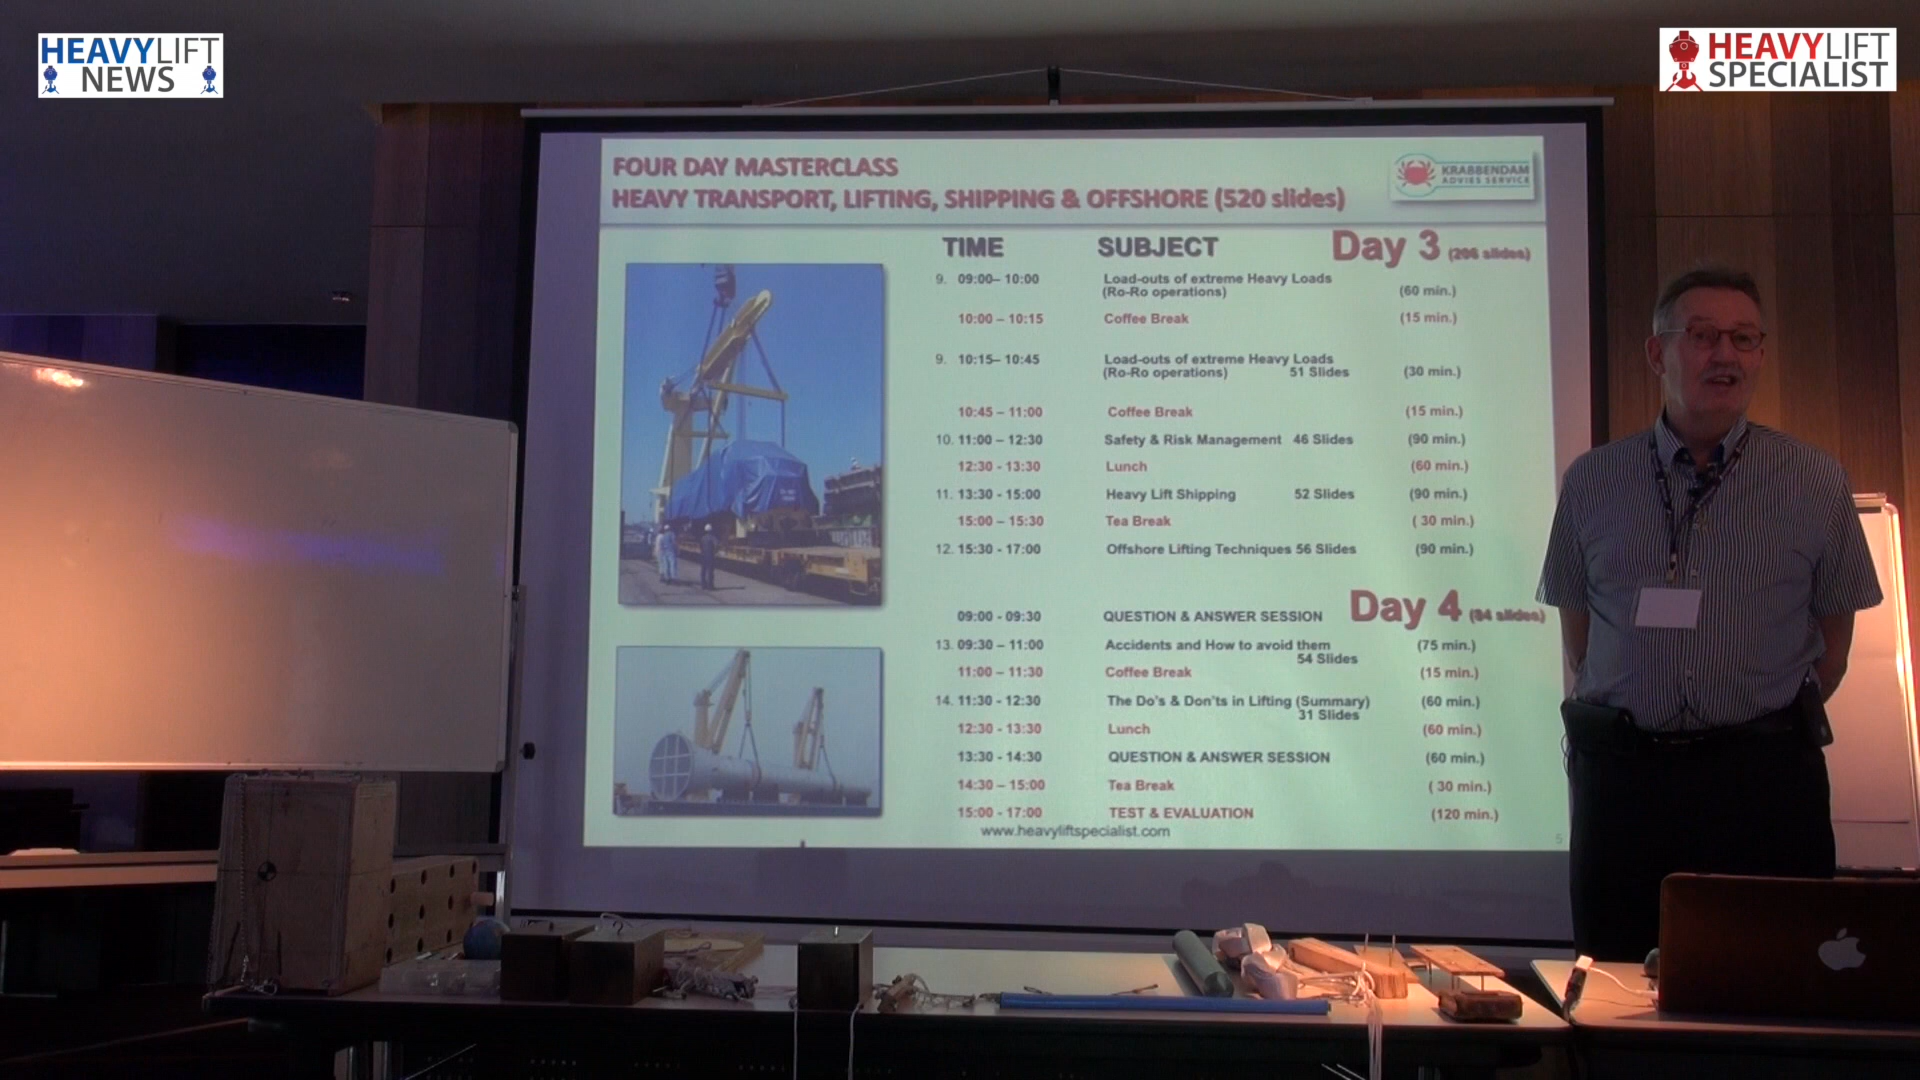 HEAVYLIFT
NEWS
HEAVYLIFT
SPECIALIST
FOUR DAY MASTERCLASS
HEAVY TRANSPORT, LIFTING, SHIPPING & OFFSHORE (520 slides)
KRABBENDAM
ADVIES SERVICE
TIME SUBJECT Day 3 (206 slides)
9. 09:00– 10:00 Load-outs of extreme Heavy Loads
(Ro-Ro operations) (60 min.)
10:00 – 10:15 Coffee Break (15 min.)
9. 10:15– 10:45 Load-outs of extreme Heavy Loads
(Ro-Ro operations) 51 Slides (30 min.)
10:45 – 11:00 Coffee Break (15 min.)
10. 11:00 - 12:30 Safety & Risk Management 46 Slides (90 min.)
12:30 - 13:30 Lunch (60 min.)
11. 13:30 - 15:00 Heavy Lift Shipping 52 Slides (90 min.)
15:00 – 15:30 Tea Break ( 30 min.)
12. 15:30 - 17:00 Offshore Lifting Techniques 56 Slides (90 min.)
09:00 - 09:30 QUESTION & ANSWER SESSION Day 4 (84 slides)
13. 09:30 – 11:00 Accidents and How to avoid them (75 min.)
54 Slides
11:00 – 11:30 Coffee Break (15 min.)
14. 11:30 - 12:30 The Do's & Don'ts in Lifting (Summary) (60 min.)
31 Slides
12:30 - 13:30 Lunch (60 min.)
13:30 - 14:30 QUESTION & ANSWER SESSION (60 min.)
14:30 – 15:00 Tea Break ( 30 min.)
15:00 - 17:00 TEST & EVALUATION (120 min.)
www.heavyliftspecialist.com
5